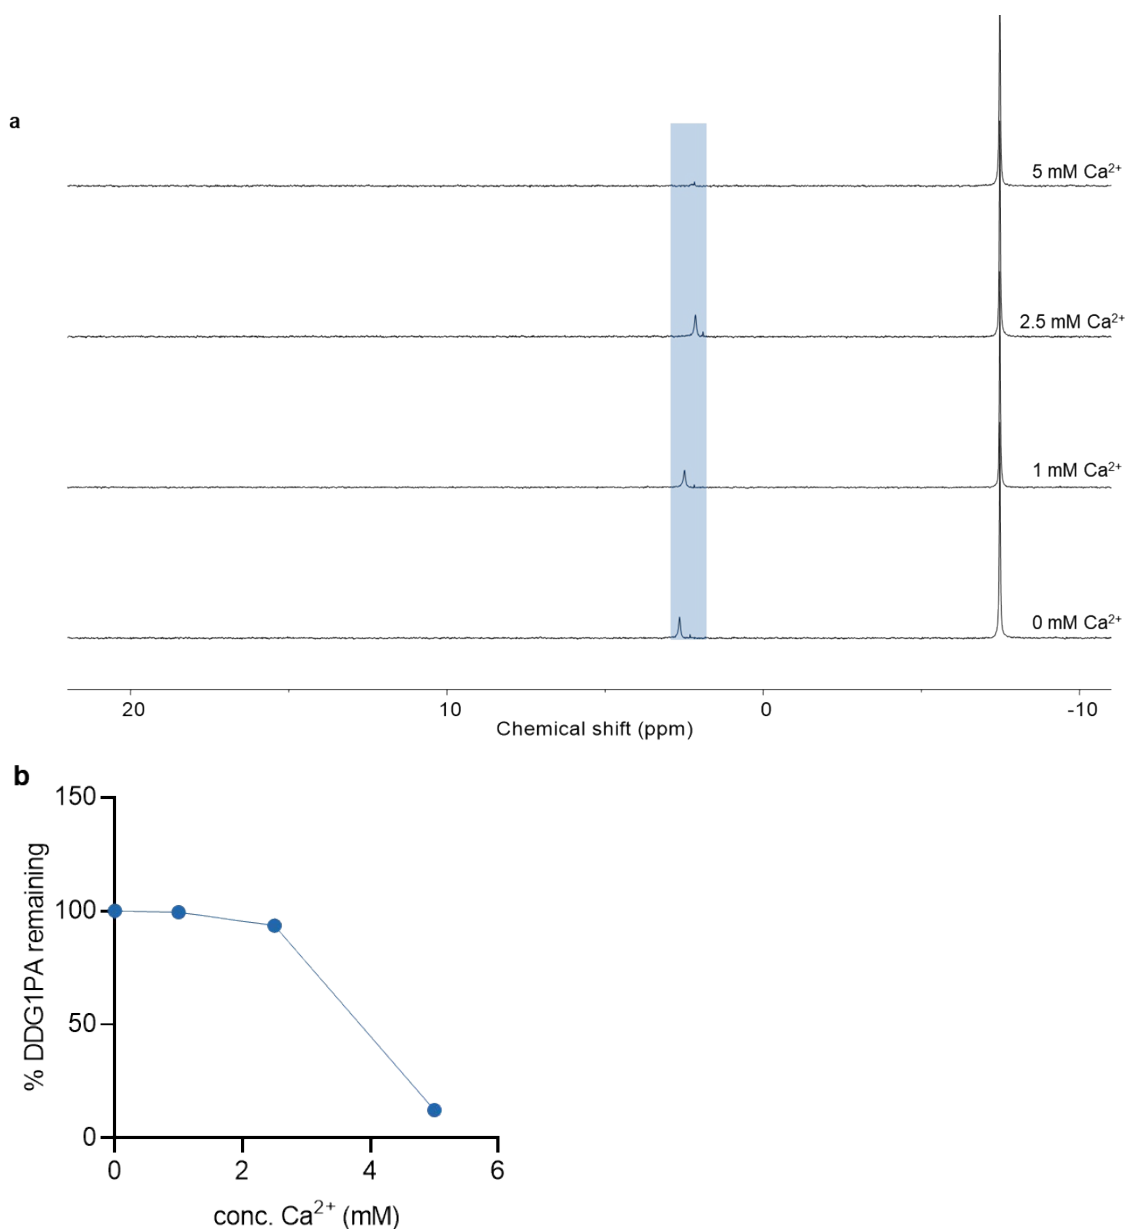 a
5 mM Ca²⁺
2.5 mM Ca²⁺
1 mM Ca²⁺
0 mM Ca²⁺
20 10 0 -10
Chemical shift (ppm)
b
150
100
50
0
% DDG1PA remaining
0 2 4 6
conc. Ca²⁺ (mM)